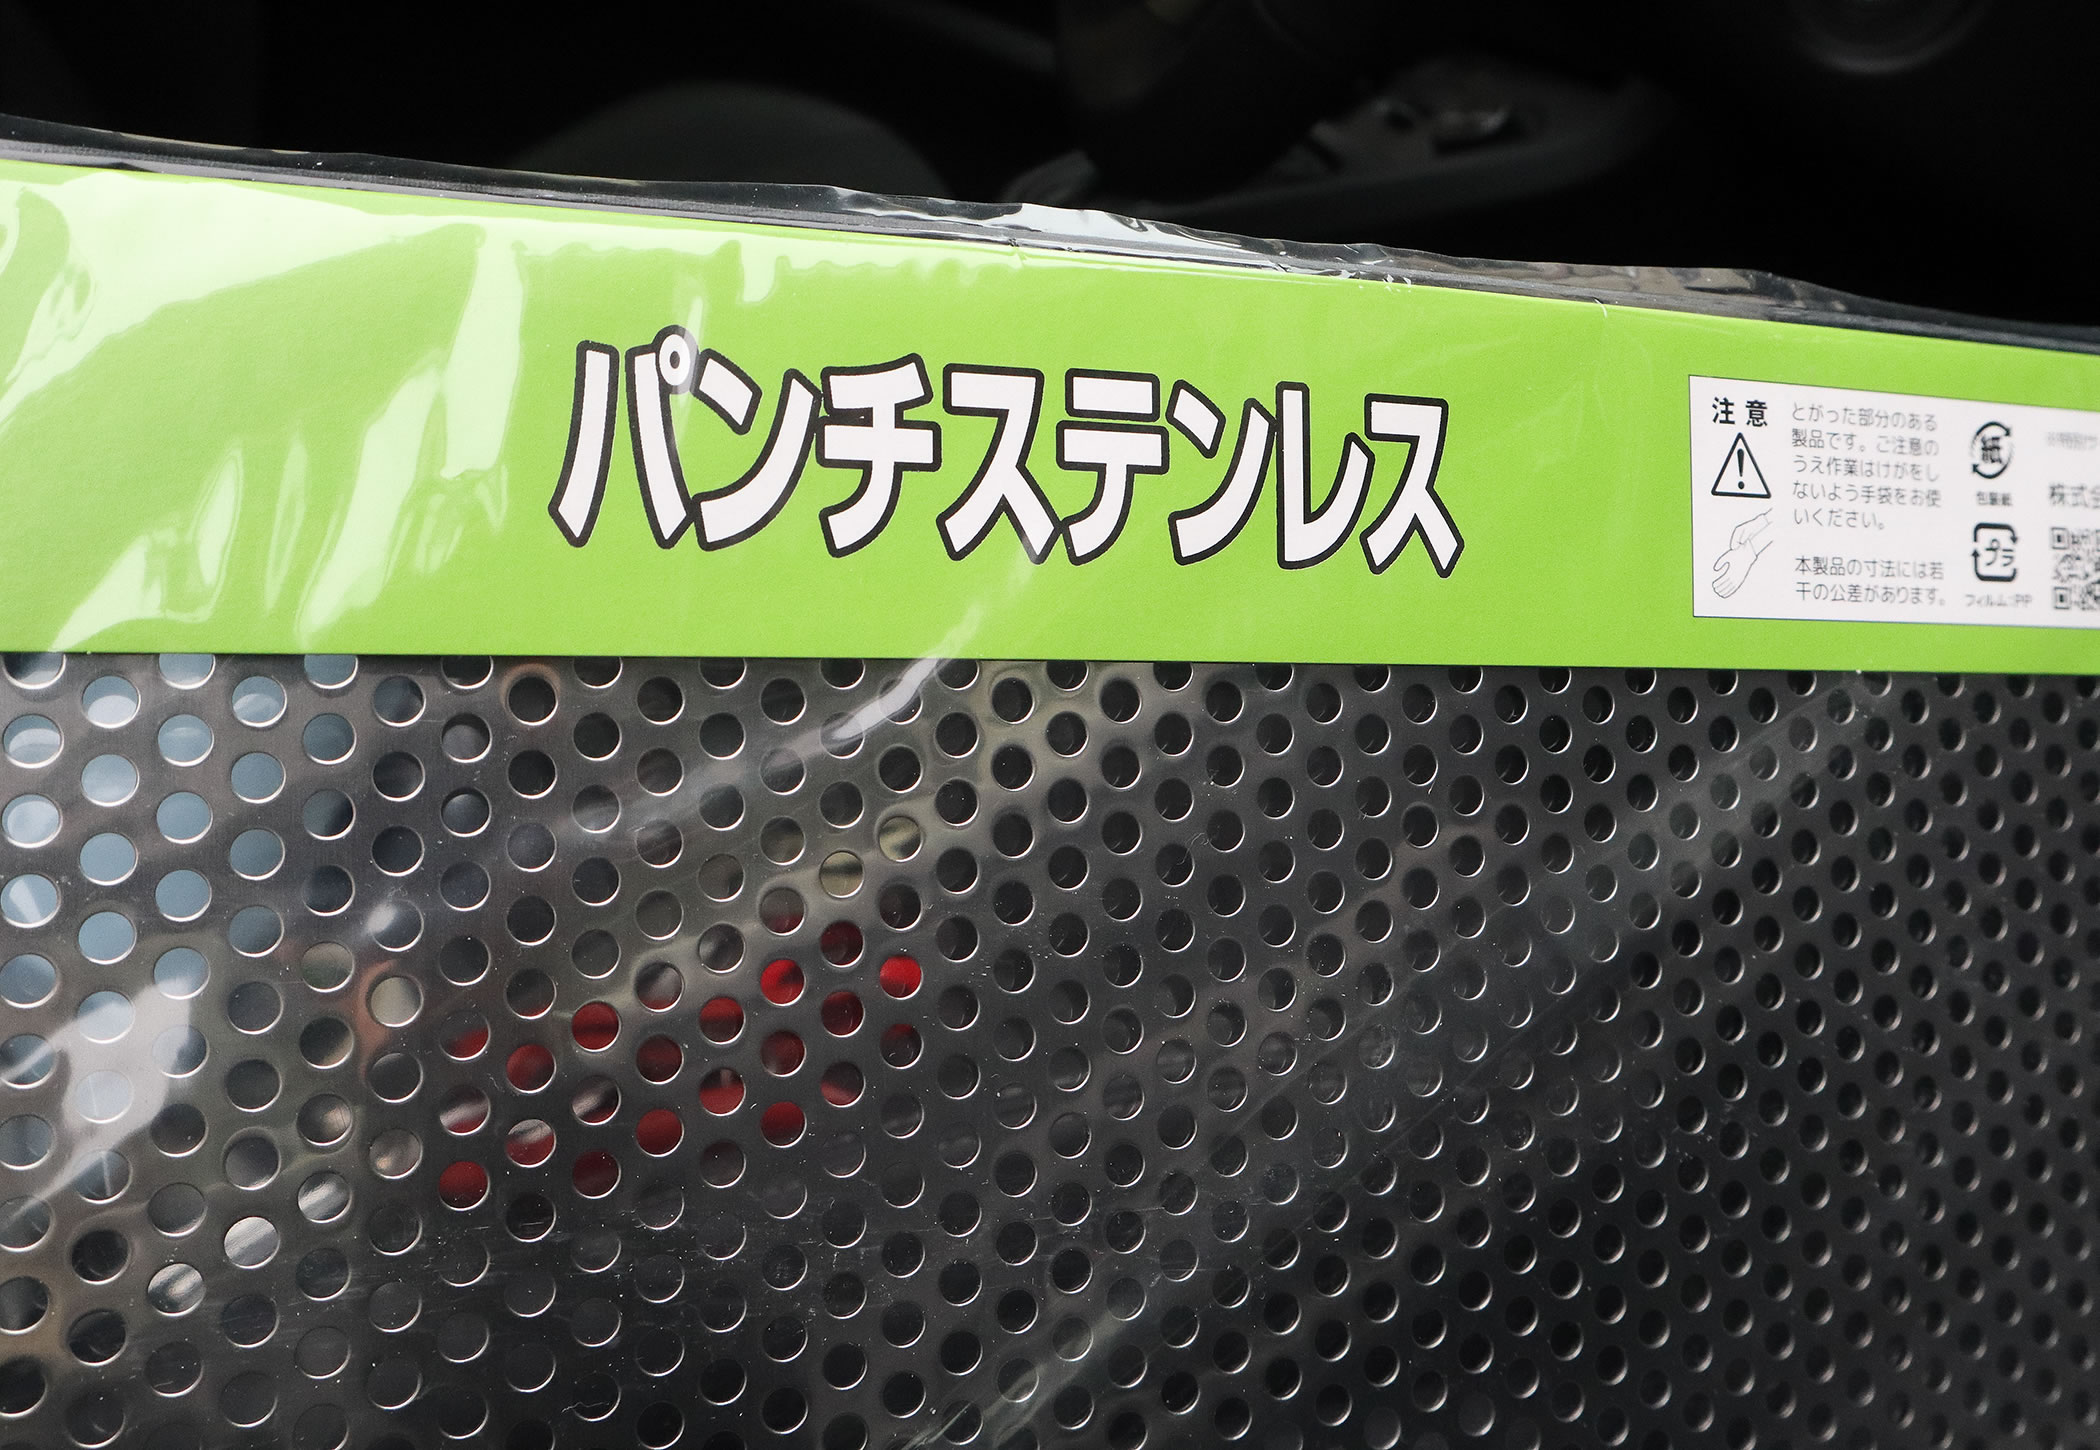 パンチステンレス
注意
とがった部分のある
製品です。ご注意の
うえ作業はけがをし
ないよう手袋をお使
いください。
本製品の寸法には若
干の公差があります。
紙
包装紙
プラ
フィルム:PP
株式会